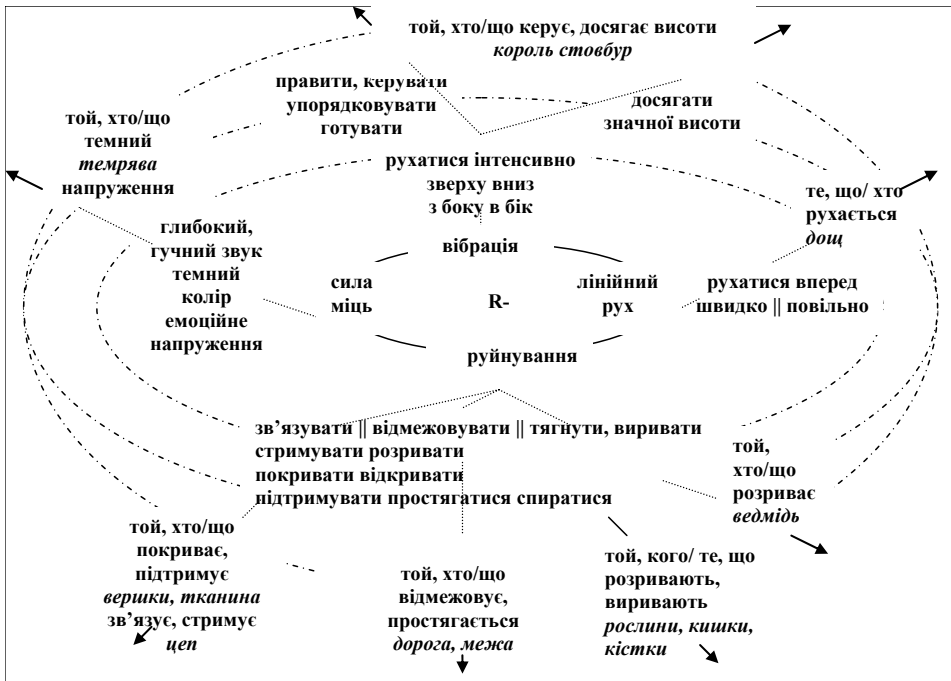 той, хто/що керує, досягає висоти
король стовбур
правити, керувати
упорядковувати
готувати
досягати
значної висоти
той, хто/що
темний
темрява
напруження
рухатися інтенсивно
зверху вниз
з боку в бік
те, що/ хто
рухається
дощ
глибокий,
гучний звук
темний
колір
емоційне
напруження
вібрація
сила
міць
R-
лінійний
рух
рухатися вперед
швидко || повільно
руйнування
зв’язувати || відмежовувати || тягнути, виривати
стримувати розривати
покривати відкривати
підтримувати простягатися спиратися
той,
хто/що
розриває
ведмідь
той, хто/що
покриває,
підтримує
вершки, тканина
зв’язує, стримує
цеп
той, хто/що
відмежовує,
простягається
дорога, межа
той, кого/ те, що
розривають,
виривають
рослини, кишки,
кістки